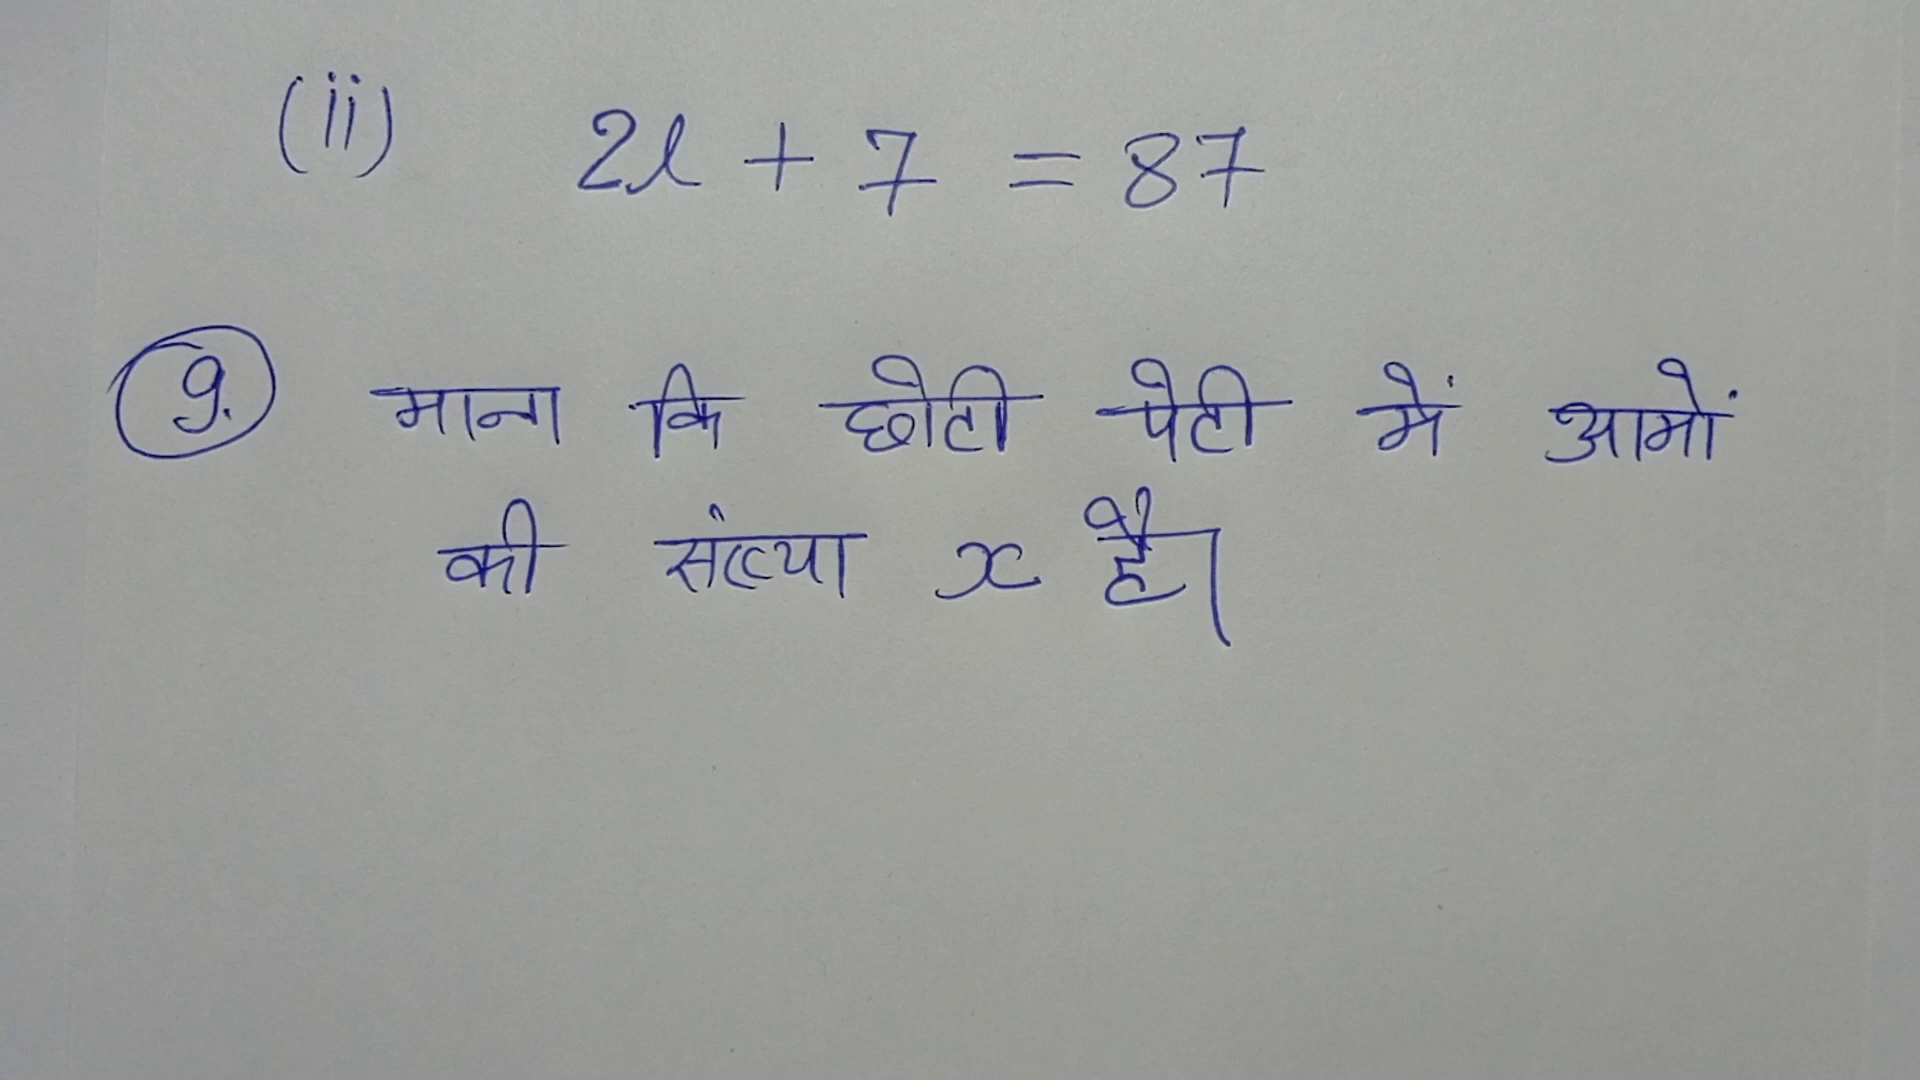 (ii) 2l + 7 = 87
9. माना कि छोटी पेटी में आमों
की संख्या x है।